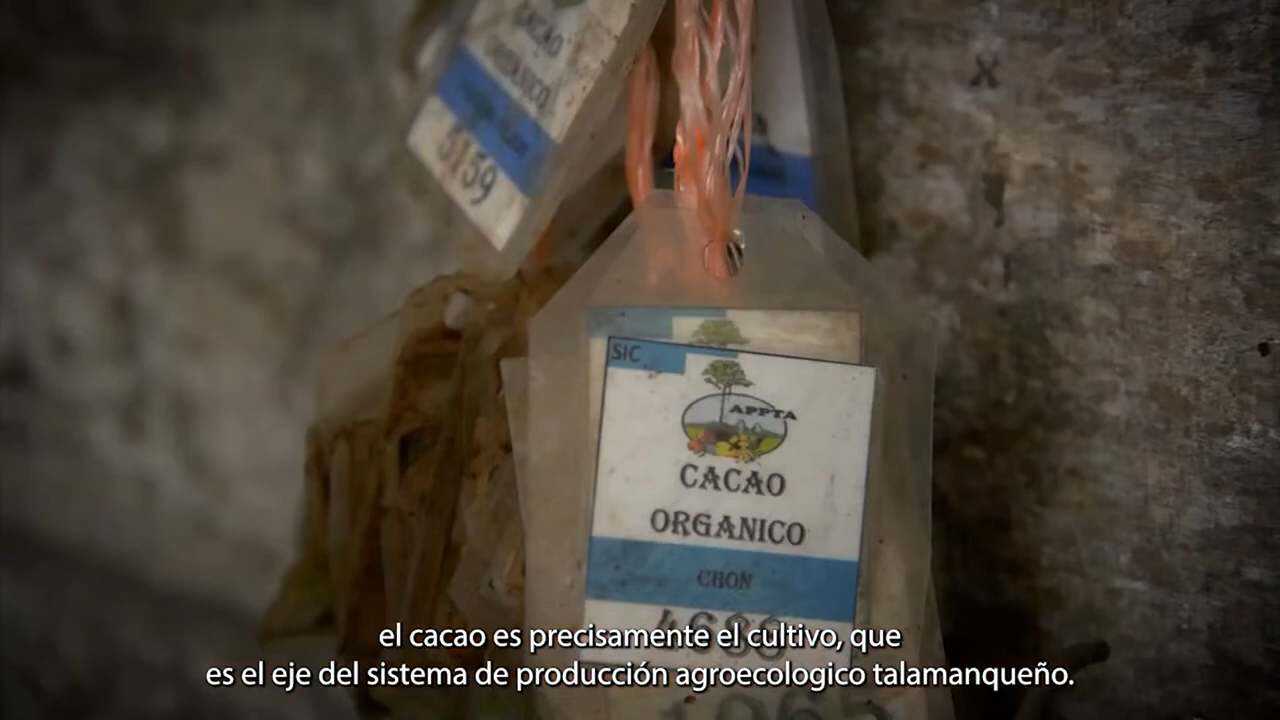 CACAO
5159
SIC
APPTA
CACAO
ORGANICO
CHON
el cacao es precisamente el cultivo, que
es el eje del sistema de producción agroecologico talamanqueño.